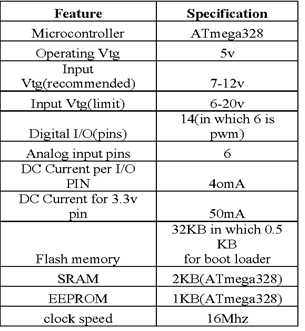 Feature Specification
Microcontroller ATmega328
Operating Vtg 5v
Input
Vtg(recommended) 7-12v
Input Vtg(limit) 6-20v
Digital I/O(pins) 14(in which 6 is
pwm)
Analog input pins 6
DC Current per I/O
PIN 4omA
DC Current for 3.3v
pin 50mA
Flash memory 32KB in which 0.5
KB
for boot loader
SRAM 2KB(ATmega328)
EEPROM 1KB(ATmega328)
clock speed 16Mhz